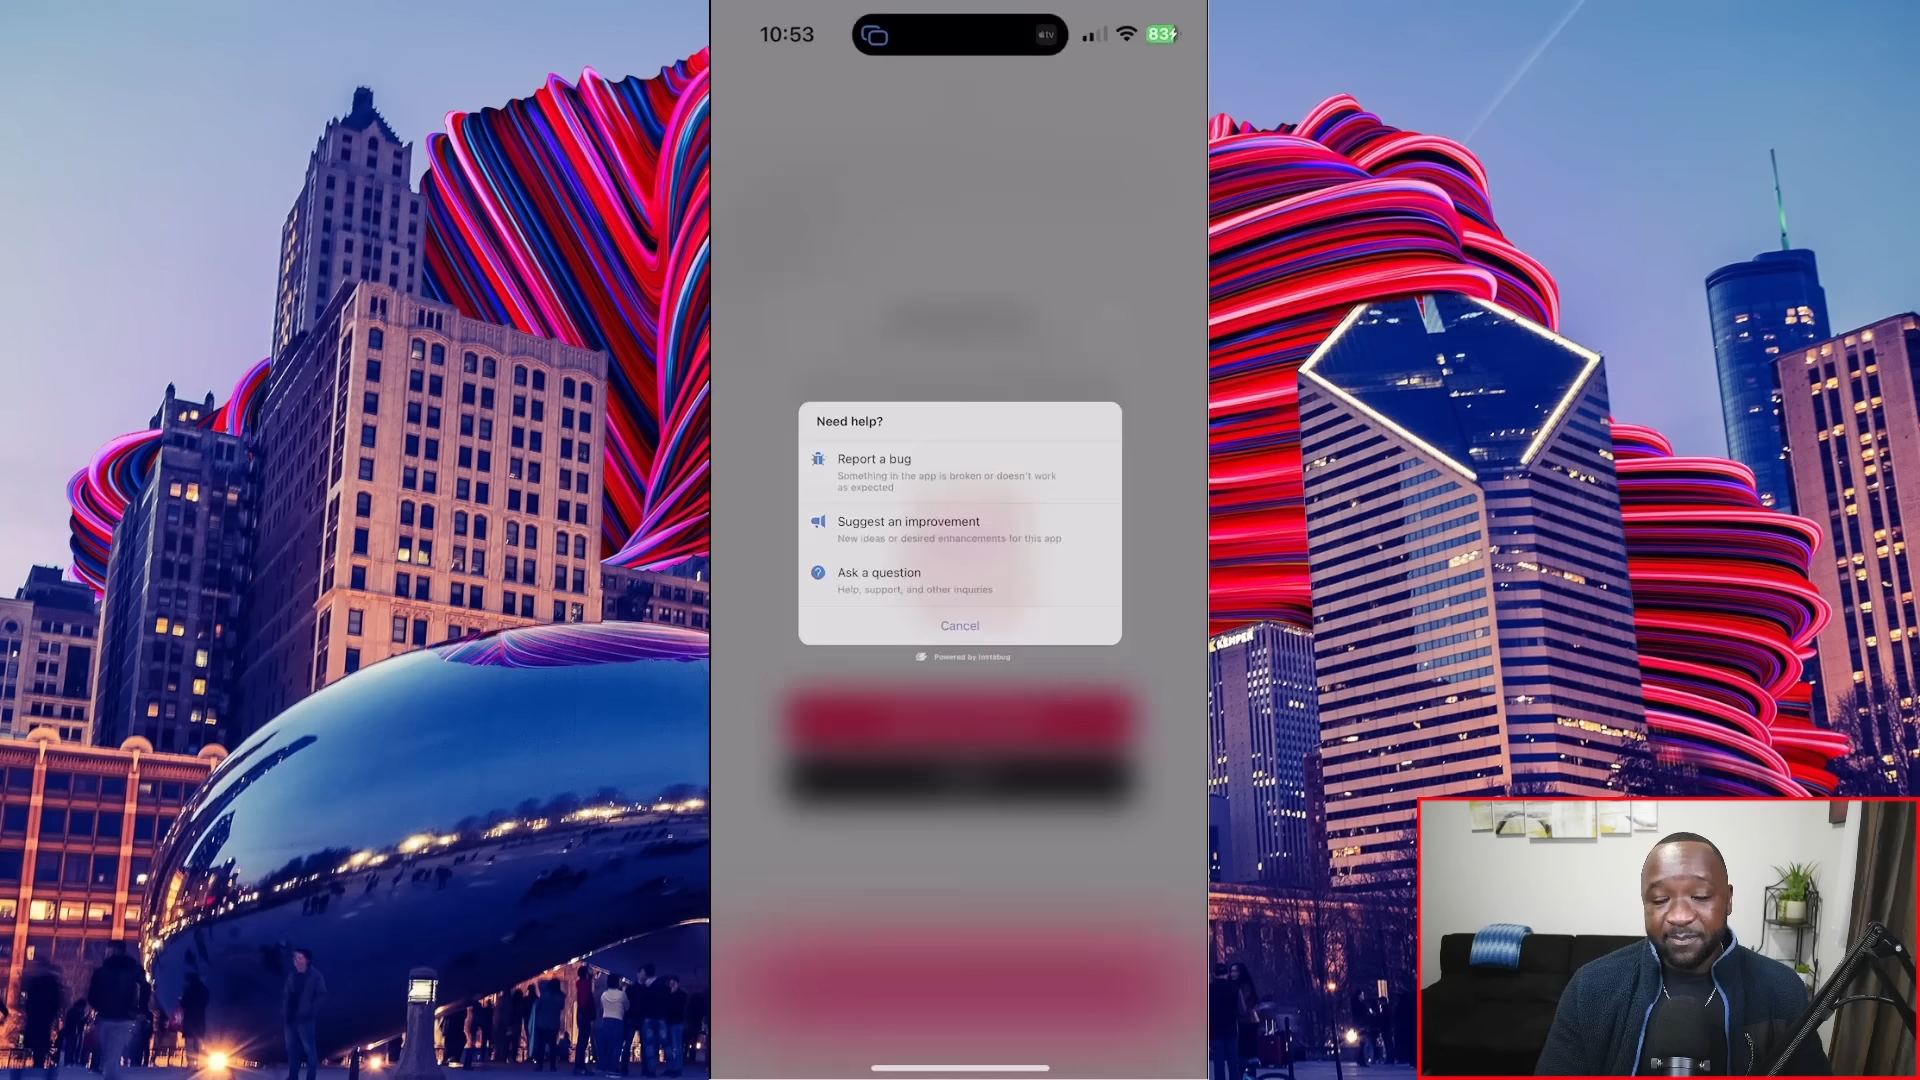 10:53
tv
83
Need help?
Report a bug
Something in the app is broken or doesn't work
as expected
Suggest an improvement
New ideas or desired enhancements for this app
Ask a question
Help, support, and other inquiries
Cancel
Powered by Instabug
KEMPER